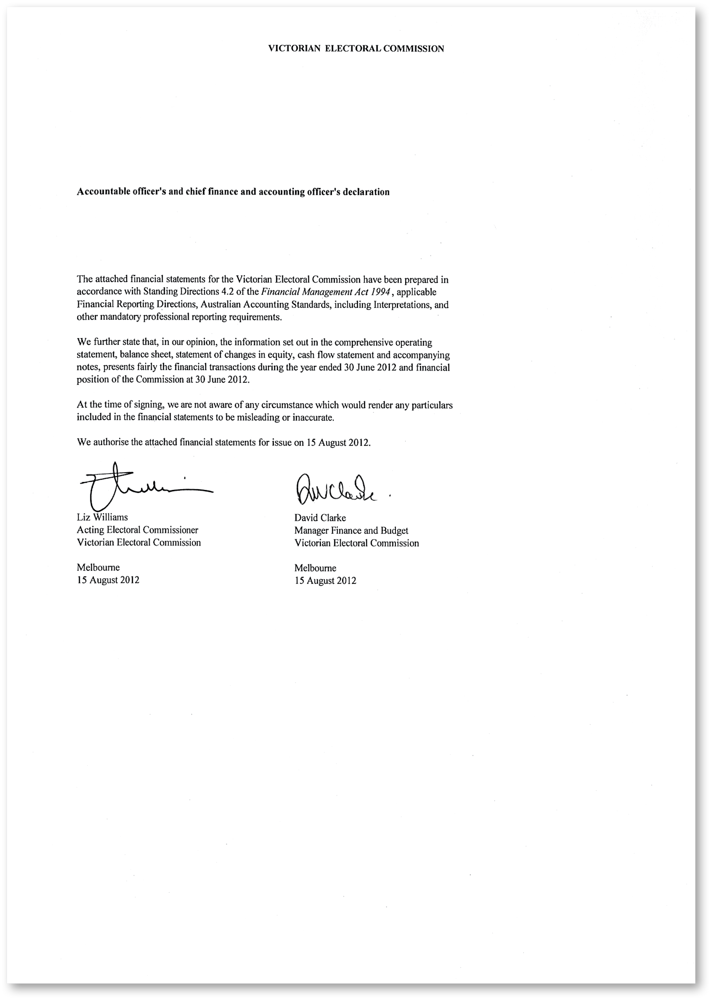 VICTORIAN ELECTORAL COMMISSION
Accountable officer's and chief finance and accounting officer's declaration
The attached financial statements for the Victorian Electoral Commission have been prepared in
accordance with Standing Directions 4.2 of the Financial Management Act 1994, applicable
Financial Reporting Directions, Australian Accounting Standards, including Interpretations, and
other mandatory professional reporting requirements.
We further state that, in our opinion, the information set out in the comprehensive operating
statement, balance sheet, statement of changes in equity, cash flow statement and accompanying
notes, presents fairly the financial transactions during the year ended 30 June 2012 and financial
position of the Commission at 30 June 2012.
At the time of signing, we are not aware of any circumstance which would render any particulars
included in the financial statements to be misleading or inaccurate.
We authorise the attached financial statements for issue on 15 August 2012.
Liz Williams
Acting Electoral Commissioner
Victorian Electoral Commission
Melbourne
15 August 2012
David Clarke
Manager Finance and Budget
Victorian Electoral Commission
Melbourne
15 August 2012